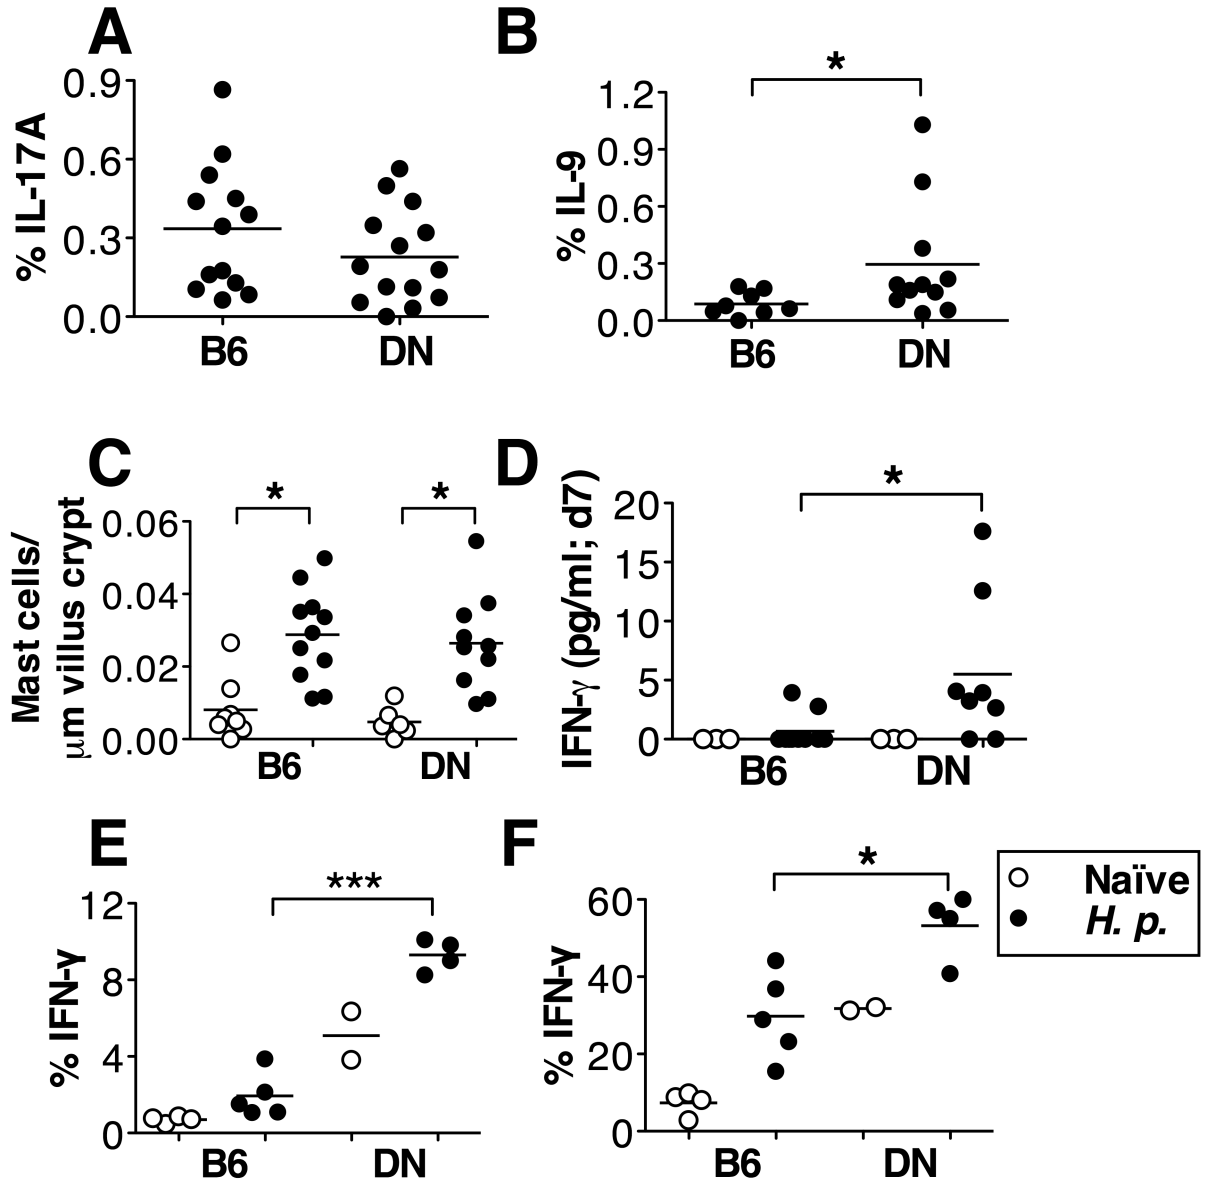 A
% IL-17A
0.9
0.6
0.3
0.0
B6
DN
B
*
% IL-9
1.2
0.9
0.6
0.3
0.0
B6
DN
C
*
*
Mast cells/
μm villus crypt
0.06
0.04
0.02
0.00
B6
DN
D
*
IFN-γ (pg/ml; d7)
20
15
10
5
0
B6
DN
E
***
% IFN-γ
12
8
4
0
B6
DN
F
*
% IFN-γ
60
40
20
0
B6
DN
Naïve
H. p.